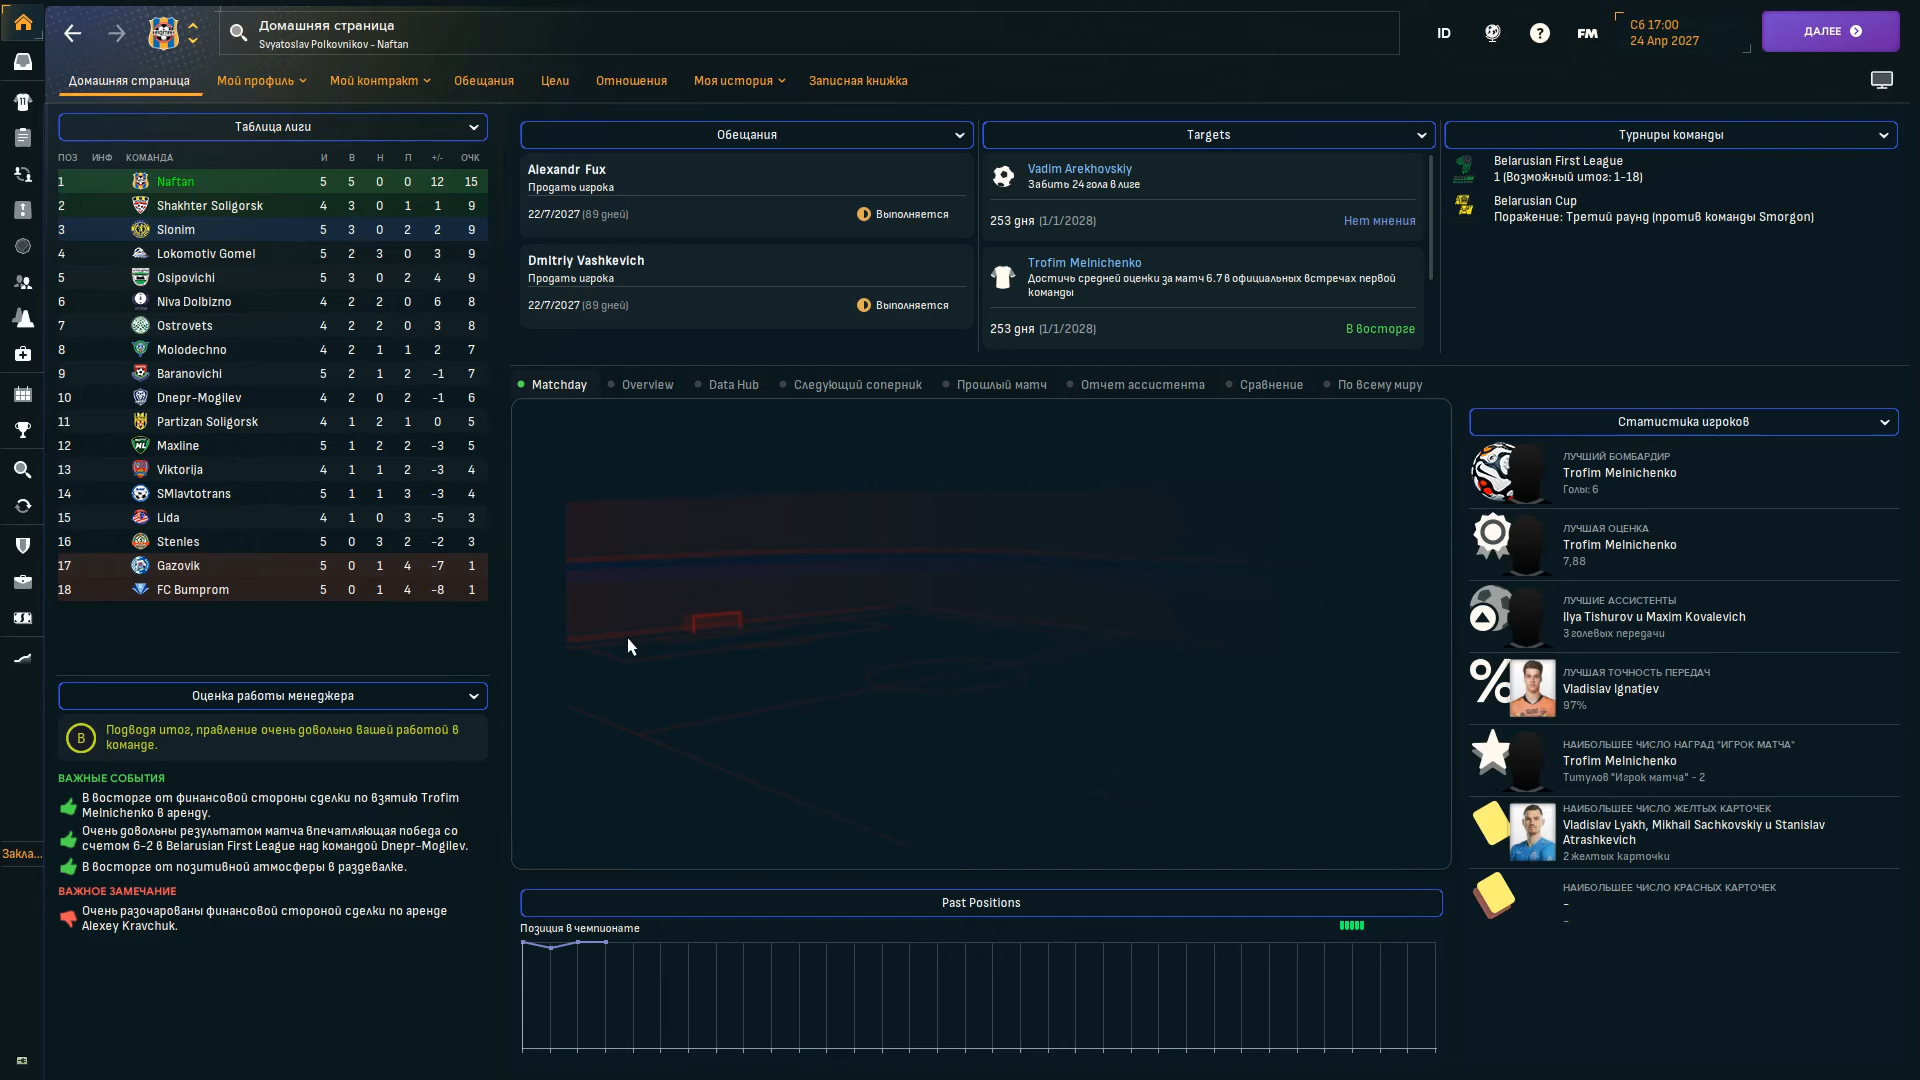 Домашняя страница
Svyatoslav Polkovnikov - Naftan
ID
FM
Сб 17:00
24 Апр 2027
ДАЛЕЕ
Домашняя страница
Мой профиль
Мой контракт
Обещания
Цели
Отношения
Моя история
Записная книжка
Таблица лиги
ПОЗ ИНФ КОМАНДА И В Н П +/- ОЧК
1 Naftan 5 5 0 0 12 15
2 Shakhter Soligorsk 4 3 0 1 1 9
3 Slonim 5 3 0 2 2 9
4 Lokomotiv Gomel 5 2 3 0 3 9
5 Osipovichi 5 3 0 2 4 9
6 Niva Dolbizno 4 2 2 0 6 8
7 Ostrovets 4 2 2 0 3 8
8 Molodechno 4 2 1 1 2 7
9 Baranovichi 5 2 1 2 -1 7
10 Dnepr-Mogilev 4 2 0 2 -1 6
11 Partizan Soligorsk 4 1 2 1 0 5
12 Maxline 5 1 2 2 -3 5
13 Viktorija 4 1 1 2 -3 4
14 SMIavtotrans 5 1 1 3 -3 4
15 Lida 4 1 0 3 -5 3
16 Stenles 5 0 3 2 -2 3
17 Gazovik 5 0 1 4 -7 1
18 FC Bumprom 5 0 1 4 -8 1
Оценка работы менеджера
B
Подводя итог, правление очень довольно вашей работой в
команде.
ВАЖНЫЕ СОБЫТИЯ
В восторге от финансовой стороны сделки по взятию Trofim
Melnichenko в аренду.
Очень довольны результатом матча впечатляющая победа со
счетом 6-2 в Belarusian First League над командой Dnepr-Mogilev.
В восторге от позитивной атмосферы в раздевалке.
ВАЖНОЕ ЗАМЕЧАНИЕ
Очень разочарованы финансовой стороной сделки по аренде
Alexey Kravchuk.
Закла...
Обещания
Alexandr Fux
Продать игрока
22/7/2027 (89 дней) Выполняется
Dmitriy Vashkevich
Продать игрока
22/7/2027 (89 дней) Выполняется
Targets
Vadim Arekhovskiy
Забить 24 гола в лиге
253 дня (1/1/2028) Нет мнения
Trofim Melnichenko
Достичь средней оценки за матч 6.7 в официальных встречах первой
команды
253 дня (1/1/2028) В восторге
Турниры команды
Belarusian First League
1 (Возможный итог: 1-18)
Belarusian Cup
Поражение: Третий раунд (против команды Smorgon)
Matchday
Overview
Data Hub
Следующий соперник
Прошлый матч
Отчет ассистента
Сравнение
По всему миру
Past Positions
Позиция в чемпионате
Статистика игроков
ЛУЧШИЙ БОМБАРДИР
Trofim Melnichenko
Голы: 6
ЛУЧШАЯ ОЦЕНКА
Trofim Melnichenko
7,88
ЛУЧШИЕ АССИСТЕНТЫ
Ilya Tishurov и Maxim Kovalevich
3 голевых передачи
ЛУЧШАЯ ТОЧНОСТЬ ПЕРЕДАЧ
Vladislav Ignatjev
97%
НАИБОЛЬШЕЕ ЧИСЛО НАГРАД "ИГРОК МАТЧА"
Trofim Melnichenko
Титулов "Игрок матча" - 2
НАИБОЛЬШЕЕ ЧИСЛО ЖЕЛТЫХ КАРТОЧЕК
Vladislav Lyakh, Mikhail Sachkovskiy и Stanislav
Atrashkevich
2 желтых карточки
НАИБОЛЬШЕЕ ЧИСЛО КРАСНЫХ КАРТОЧЕК
-
-